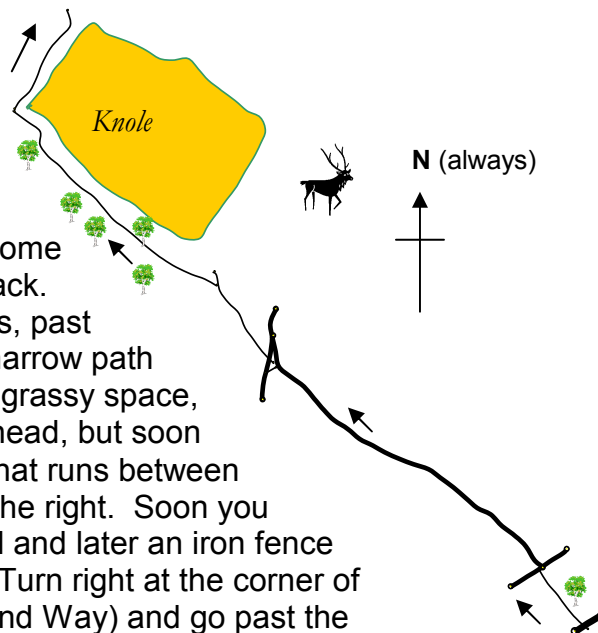 Knole
N (always)
ome
ack.
s, past
narrow path
grassy space,
head, but soon
hat runs between
he right. Soon you
l and later an iron fence
Turn right at the corner of
nd Way) and go past the